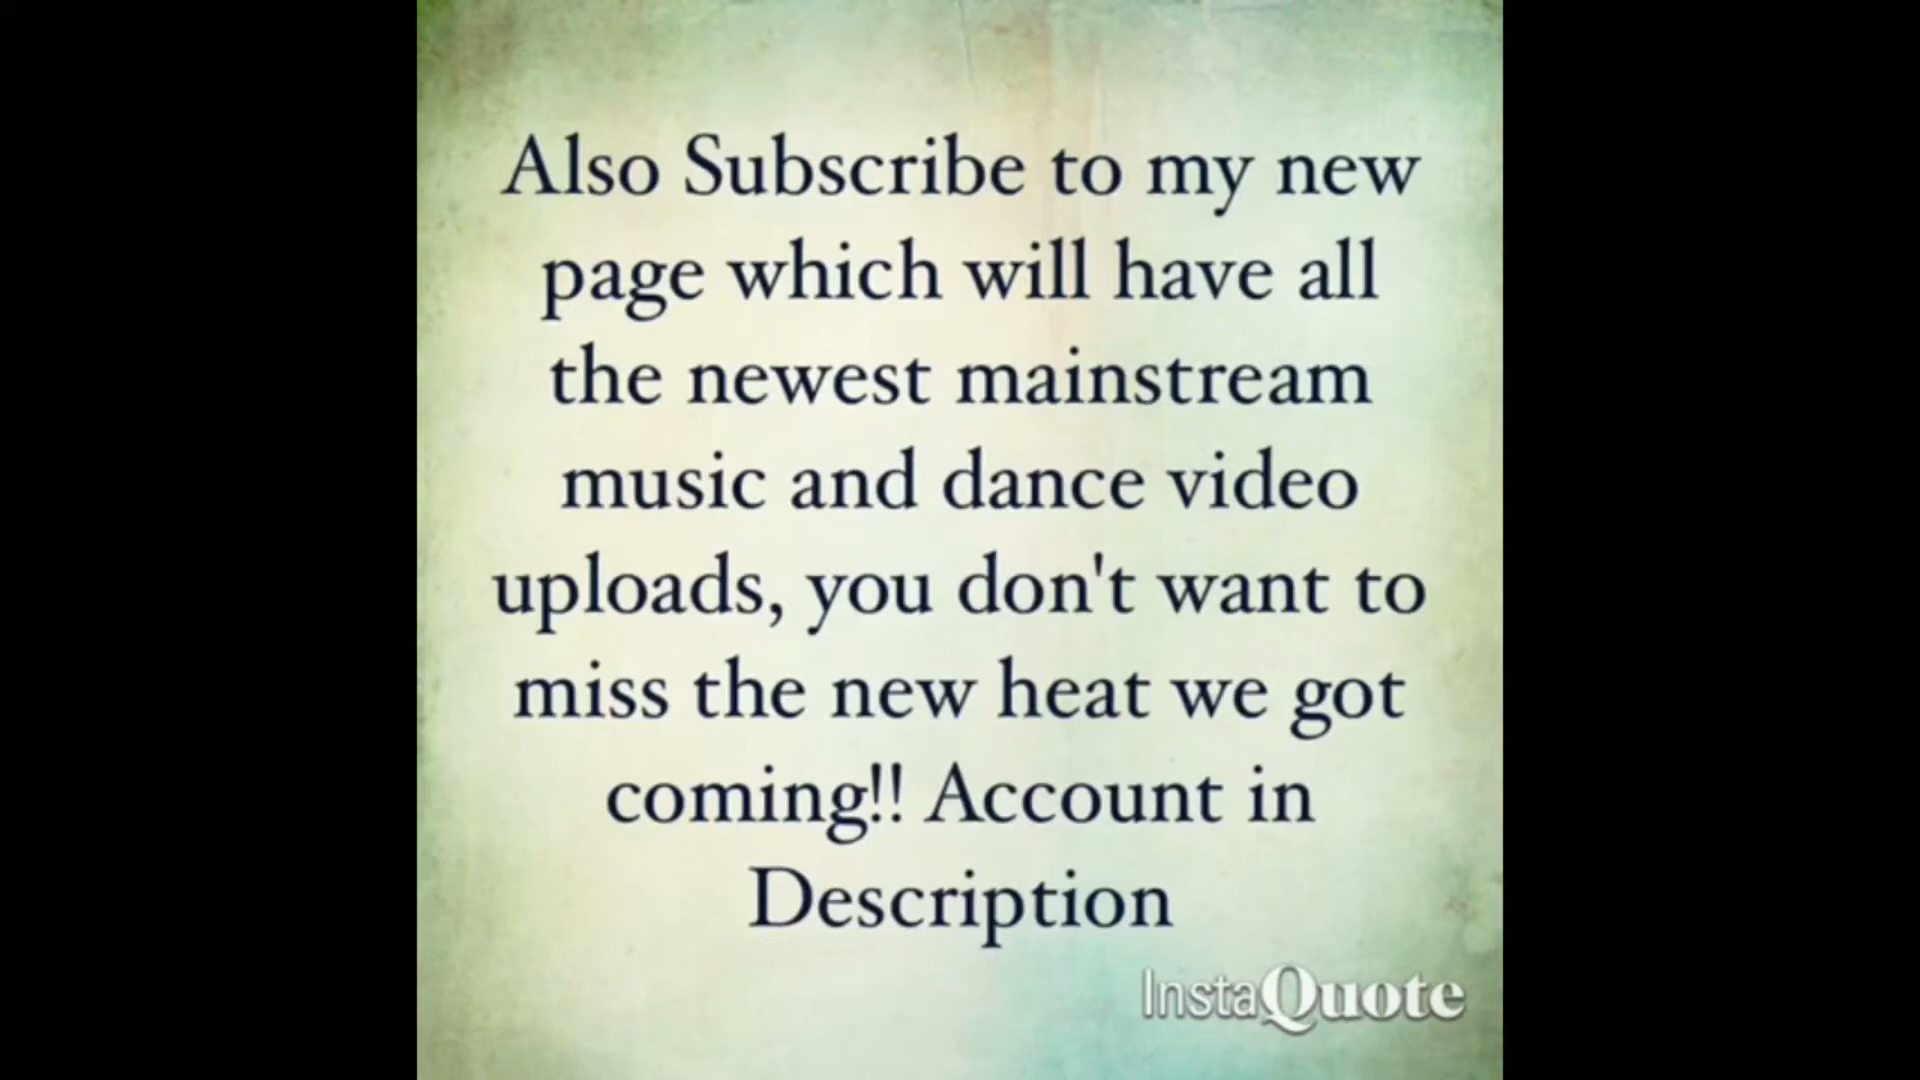 Also Subscribe to my new
page which will have all
the newest mainstream
music and dance video
uploads, you don't want to
miss the new heat we got
coming!! Account in
Description
InstaQuote